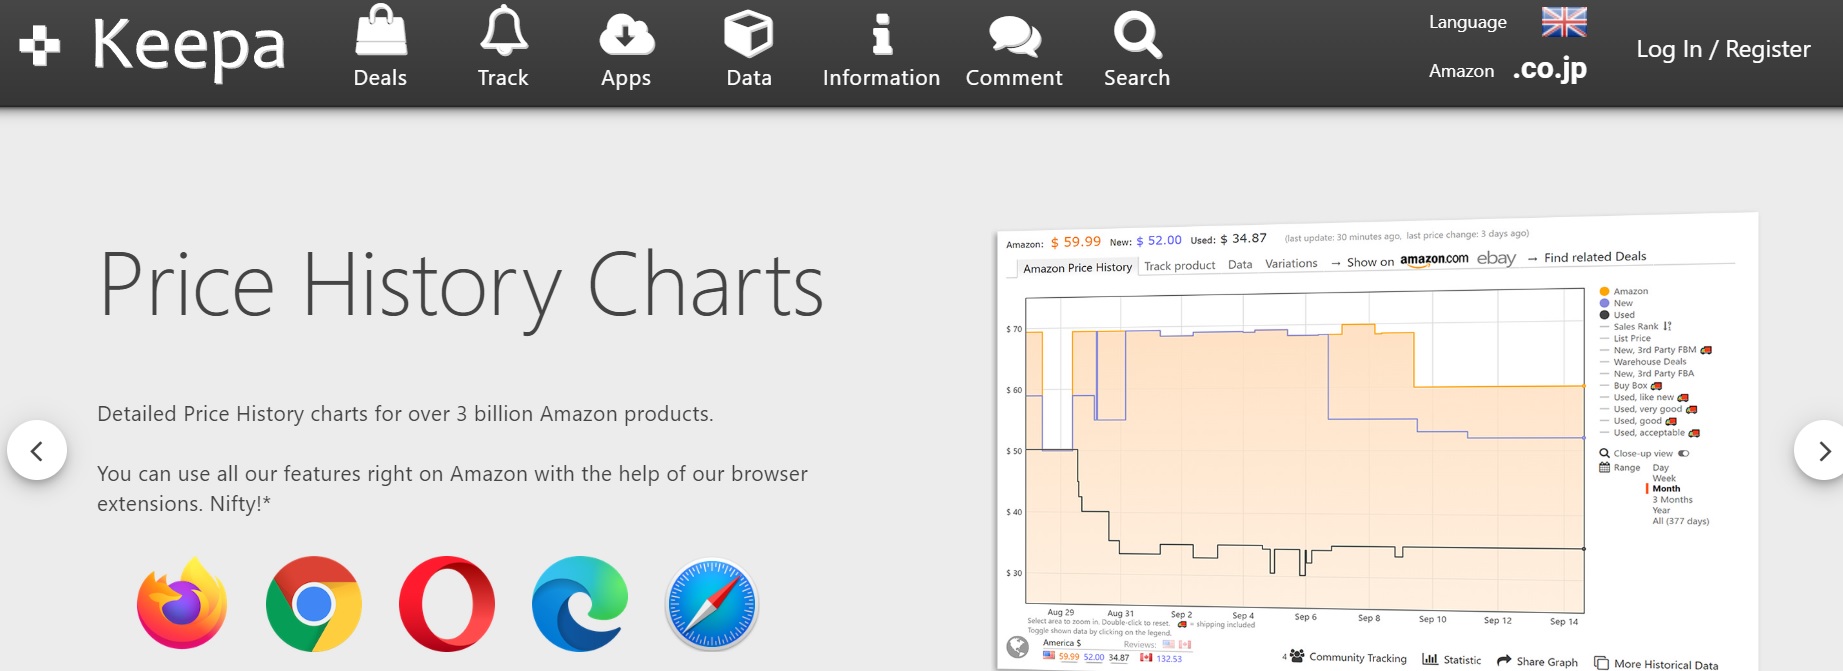 Keepa
Deals
Track
Apps
Data
Information
Comment
Search
Language
Amazon .co.jp
Log In / Register
Price History Charts
Detailed Price History charts for over 3 billion Amazon products.
You can use all our features right on Amazon with the help of our browser
extensions. Nifty!*
Amazon: $ 59.99 New: $ 52.00 Used: $ 34.87 (last update: 30 minutes ago, last price change: 3 days ago)
Amazon Price History Track product Data Variations → Show on amazon.com ebay → Find related Deals
$ 70
$ 60
$ 50
$ 40
$ 30
Aug 29 Aug 31 Sep 2 Sep 4 Sep 6 Sep 8 Sep 10 Sep 12 Sep 14
Select area to zoom in. Double-click to reset. = shipping included
Toggle shown data by clicking on the legend.
Amazon
New
Used
Sales Rank
List Price
New, 3rd Party FBM
Warehouse Deals
New, 3rd Party FBA
Buy Box
Used, like new
Used, very good
Used, good
Used, acceptable
Close-up view
Range Day
Week
Month
3 Months
Year
All (377 days)
America $ Reviews:
59.99 52.00 34.87 132.53
4 Community Tracking Statistic Share Graph More Historical Data